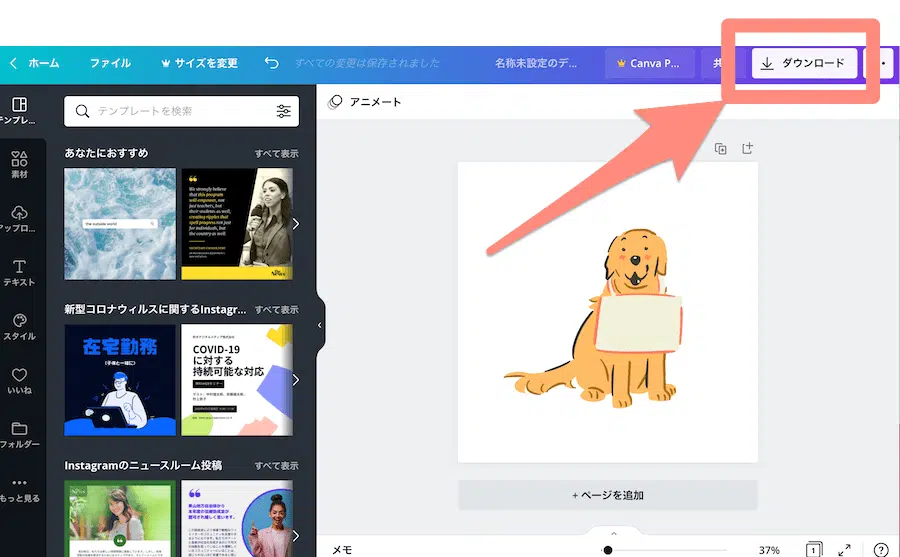 ホーム
ファイル
サイズを変更
すべての変更は保存されました
名称未設定のデ...
Canva P...
共
ダウンロード
テンプレ...
素材
アップロ...
テキスト
スタイル
いいね
フォルダー
もっと見る
テンプレートを検索
あなたにおすすめ
すべて表示
the outside world
We strongly believe
that this program
will empower, not
just teachers, but
their students as well,
creating ripples that
spell progress not just
for individuals, but
the country as well.
新型コロナウィルスに関するInstagr...
すべて表示
在宅勤務
(子供と一緒に)
COVID-19
に対する
持続可能な対応
Instagramのニュースルーム投稿
すべて表示
アニメート
+ ページを追加
メモ
37%
1
?